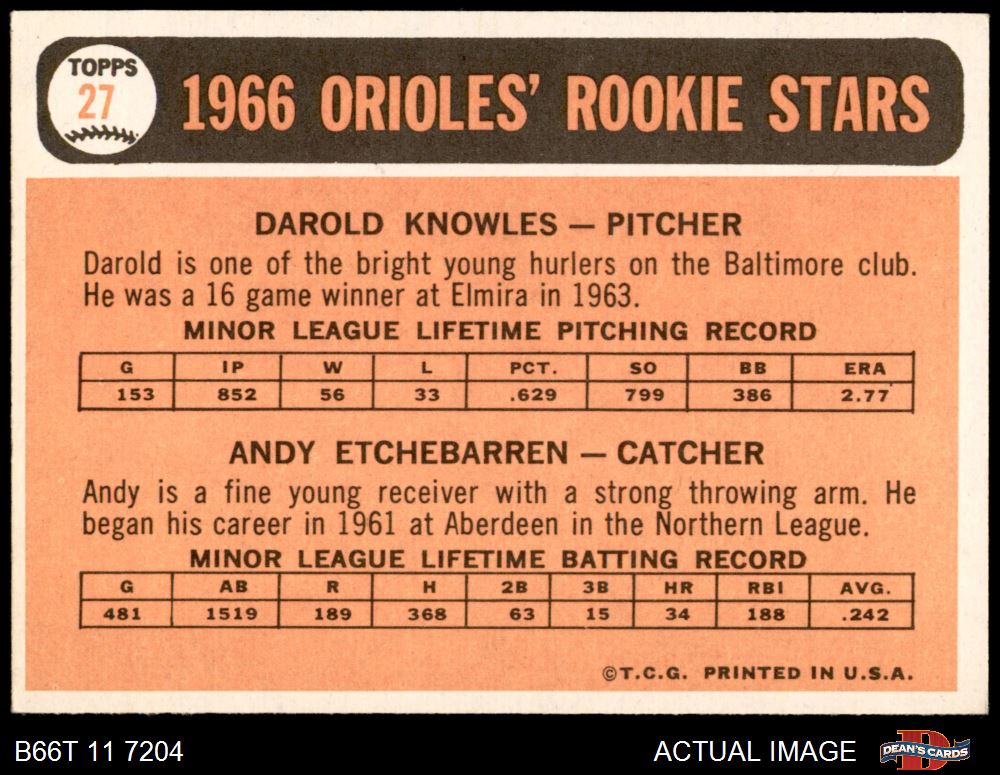 TOPPS
27
1966 ORIOLES' ROOKIE STARS
DAROLD KNOWLES — PITCHER
Darold is one of the bright young hurlers on the Baltimore club.
He was a 16 game winner at Elmira in 1963.
MINOR LEAGUE LIFETIME PITCHING RECORD
G IP W L PCT. SO BB ERA
153 852 56 33 .629 799 386 2.77
ANDY ETCHEBARREN — CATCHER
Andy is a fine young receiver with a strong throwing arm. He
began his career in 1961 at Aberdeen in the Northern League.
MINOR LEAGUE LIFETIME BATTING RECORD
G AB R H 2B 3B HR RBI AVG.
481 1519 189 368 63 15 34 188 .242
©T.C.G. PRINTED IN U.S.A.
B66T 11 7204 ACTUAL IMAGE DEAN'S CARDS